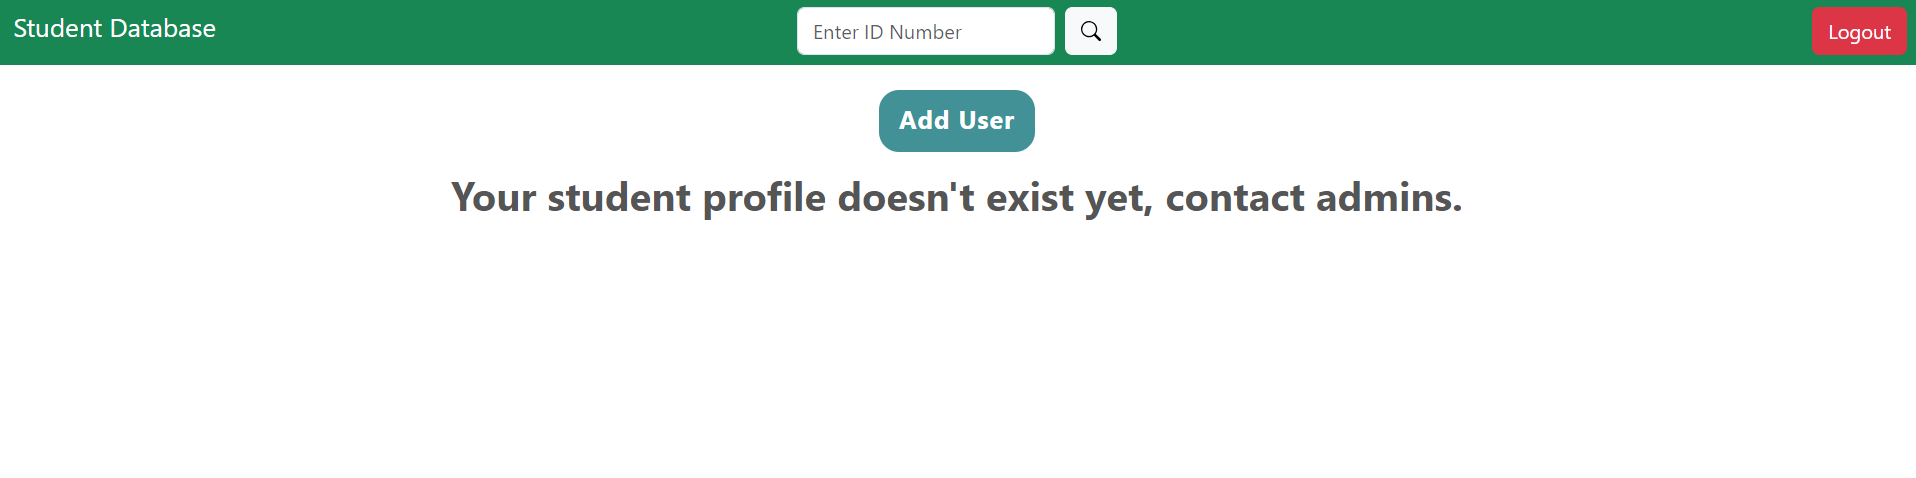 Student Database
Enter ID Number
Logout
Add User
Your student profile doesn't exist yet, contact admins.